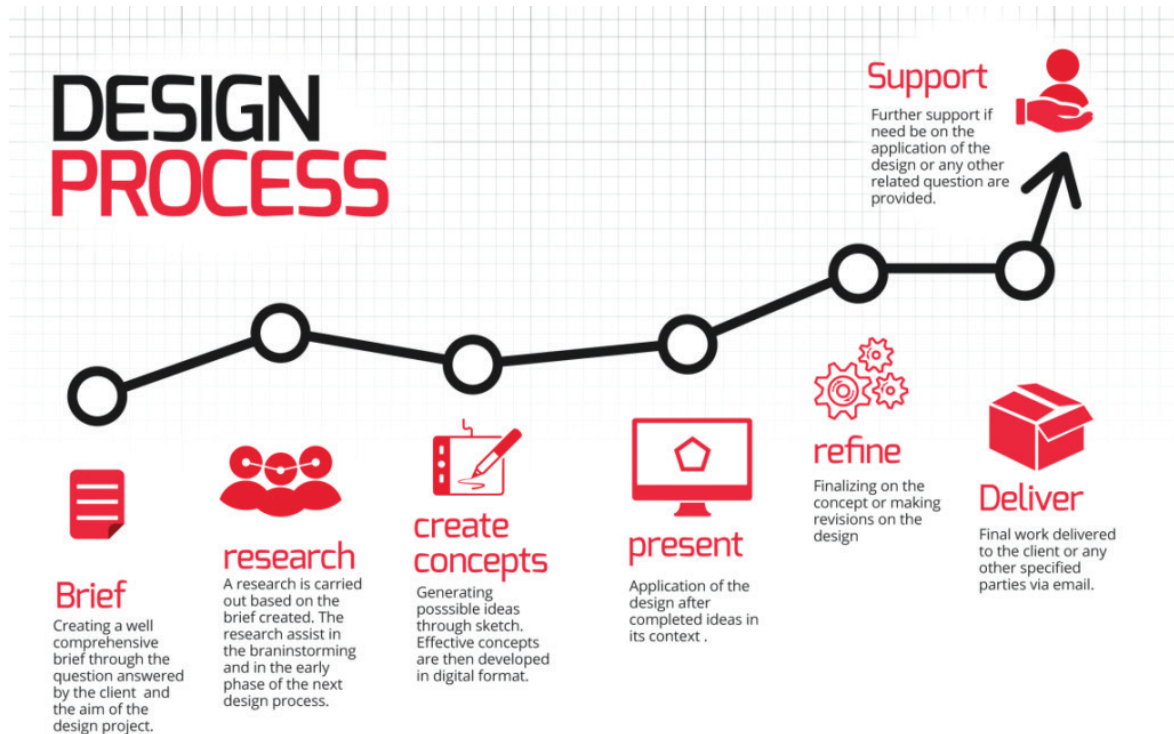 DESIGN
PROCESS
Brief
Creating a well
comprehensive
brief through the
question answered
by the client and
the aim of the
design project.
research
A research is carried
out based on the
brief created. The
research assist in
the braninstorming
and in the early
phase of the next
design process.
create
concepts
Generating
posssible ideas
through sketch.
Effective concepts
are then developed
in digital format.
present
Application of the
design after
completed ideas in
its context .
refine
Finalizing on the
concept or making
revisions on the
design
Deliver
Final work delivered
to the client or any
other specified
parties via email.
Support
Further support if
need be on the
application of the
design or any other
related question are
provided.